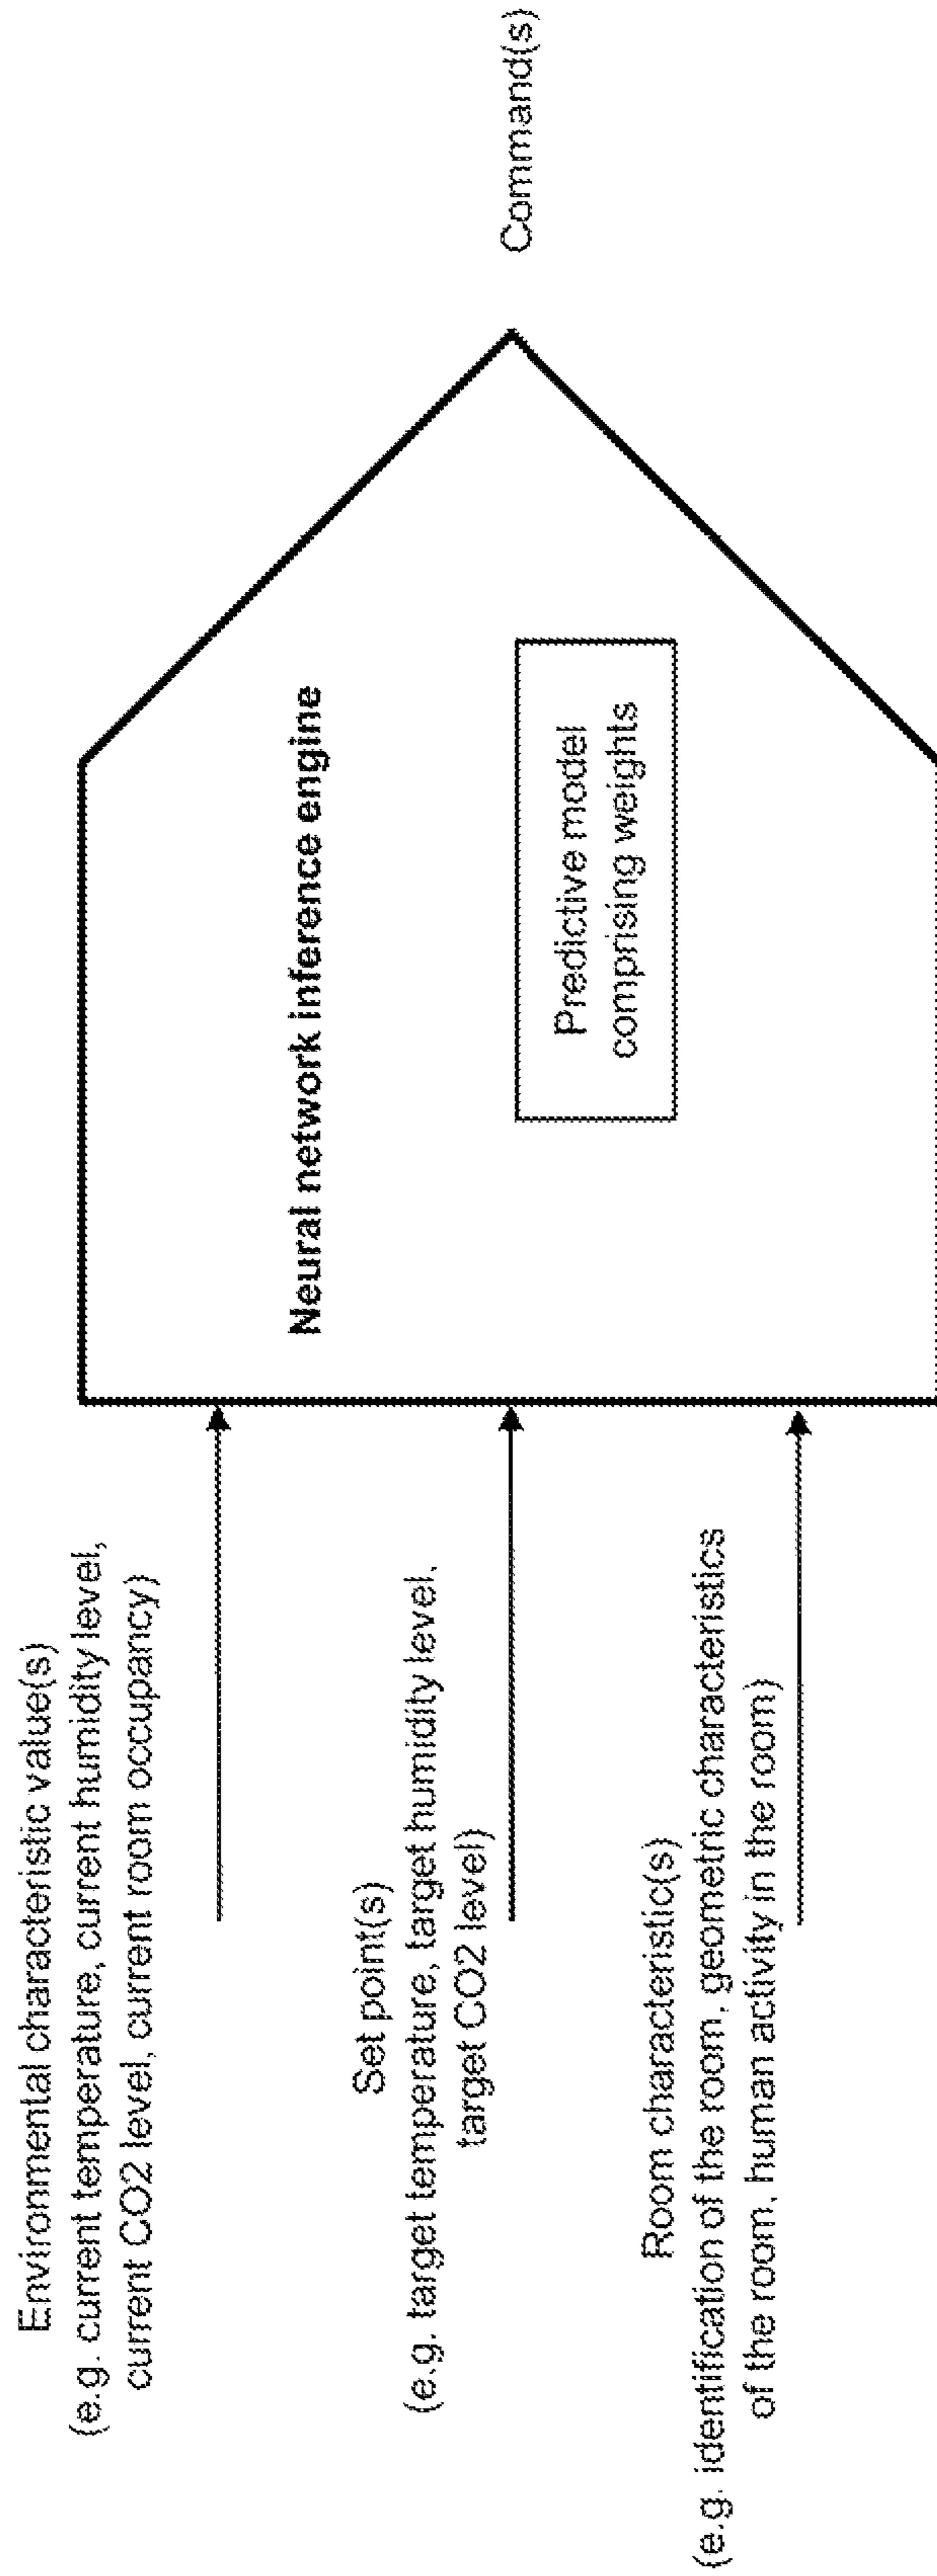 Environmental characteristic value(s)
(e.g. current temperature, current humidity level,
current CO2 level, current room occupancy)
Set point(s)
(e.g. target temperature, target humidity level,
target CO2 level)
Room characteristic(s)
(e.g. identification of the room, geometric characteristics
of the room, human activity in the room)
Neural network inference engine
Predictive model
comprising weights
Command(s)